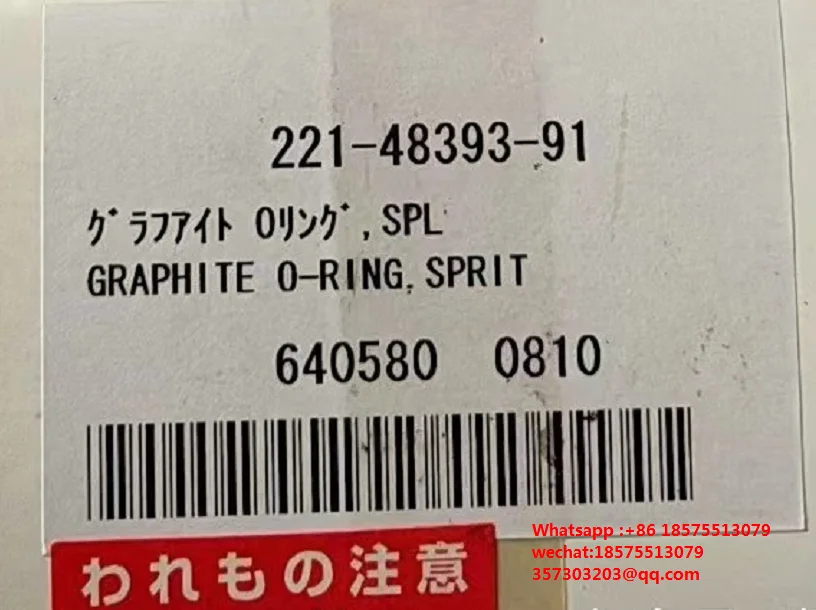 221-48393-91
グラファイト Oリング,SPL
GRAPHITE O-RING,SPRIT
640580 0810
われもの注意
Whatsapp :+86 18575513079
wechat:18575513079
357303203@qq.com